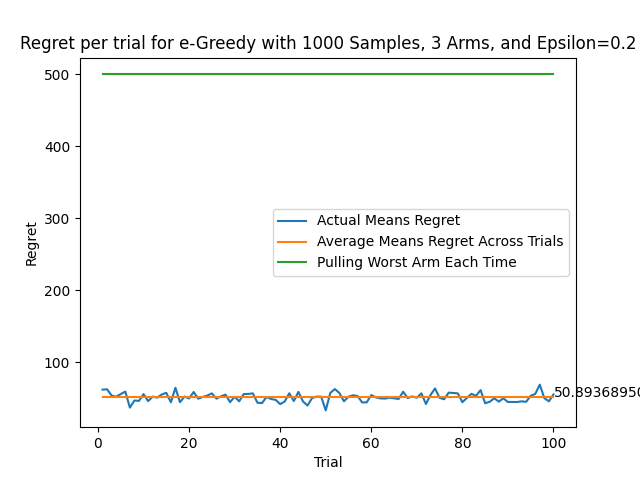 Regret per trial for e-Greedy with 1000 Samples, 3 Arms, and Epsilon=0.2
500
400
300
200
100
Regret
Actual Means Regret
Average Means Regret Across Trials
Pulling Worst Arm Each Time
50.89368950
0 20 40 60 80 100
Trial